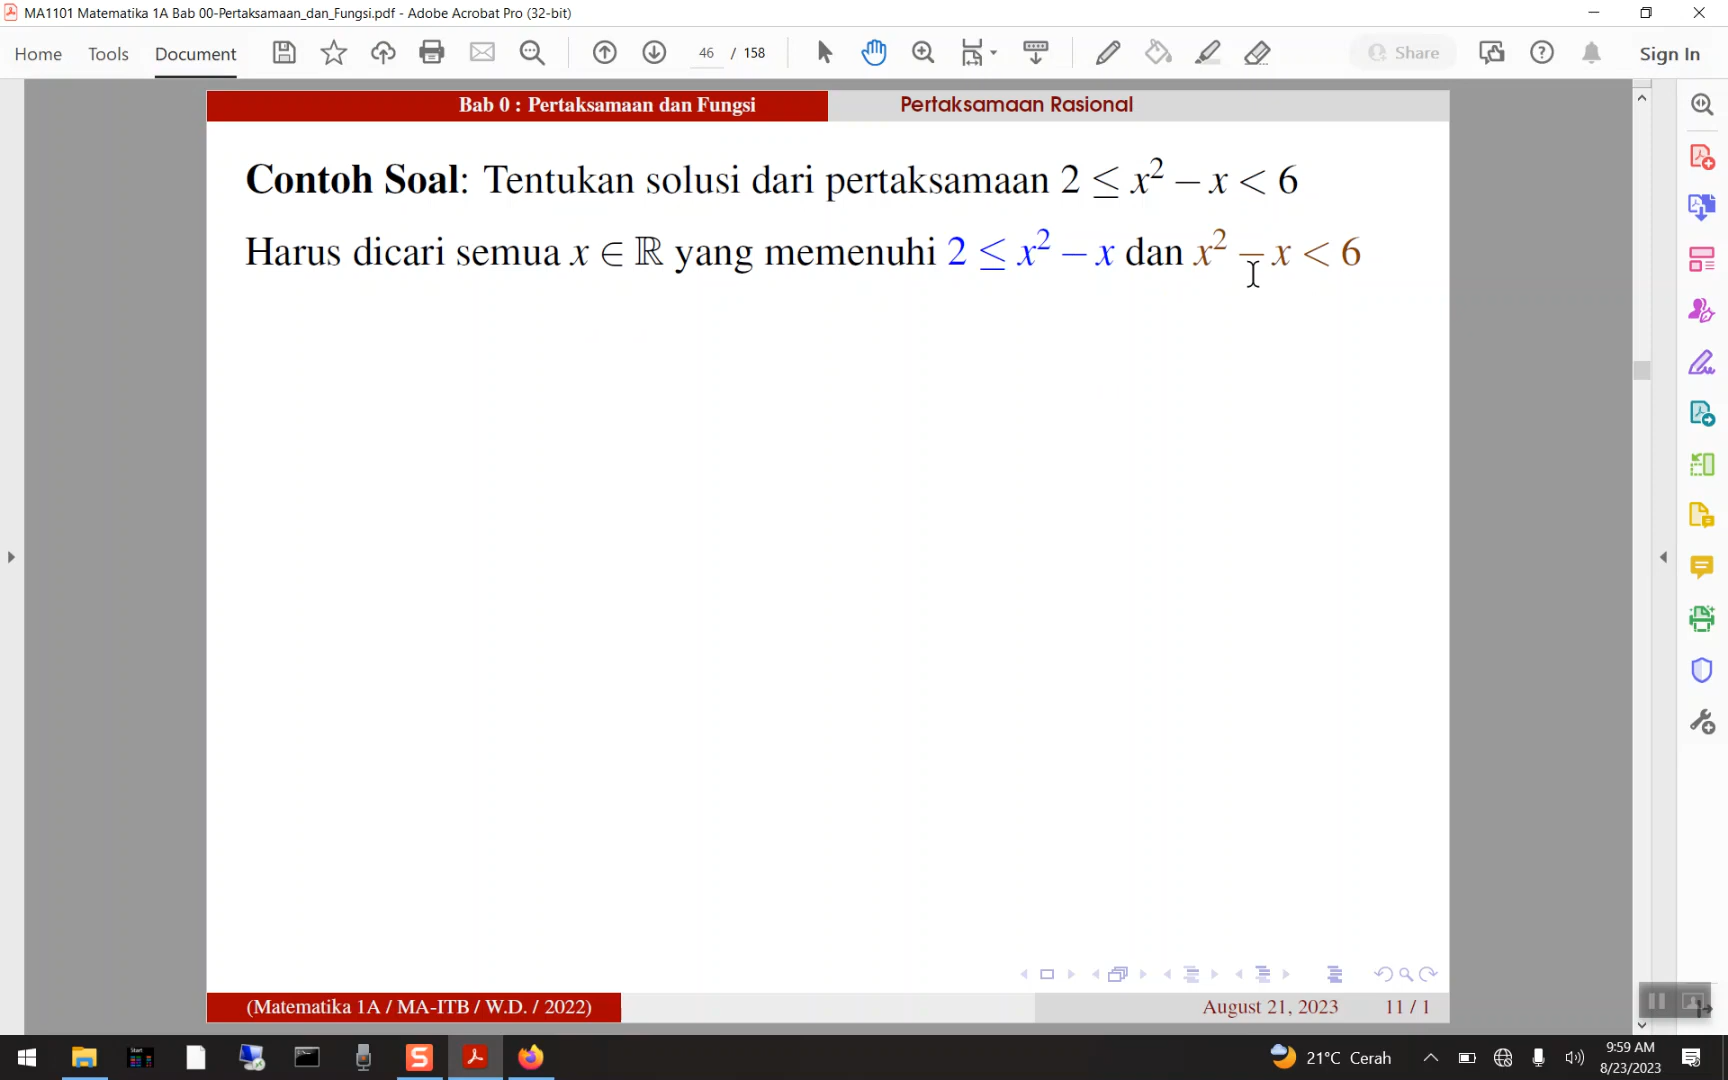 MA1101 Matematika 1A Bab 00-Pertaksamaan_dan_Fungsi.pdf - Adobe Acrobat Pro (32-bit)
Home Tools Document 46 / 158 Share Sign In
Bab 0 : Pertaksamaan dan Fungsi Pertaksamaan Rasional
Contoh Soal: Tentukan solusi dari pertaksamaan 2 ≤ x² − x < 6
Harus dicari semua x ∈ ℝ yang memenuhi 2 ≤ x² − x dan x² − x < 6
(Matematika 1A / MA-ITB / W.D. / 2022) August 21, 2023 11 / 1
21°C Cerah 9:59 AM
8/23/2023